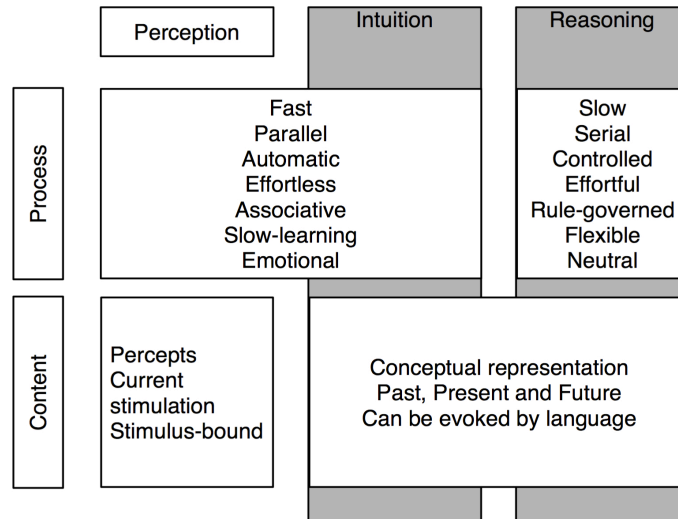 Perception
Intuition
Reasoning
Process
Fast
Parallel
Automatic
Effortless
Associative
Slow-learning
Emotional
Slow
Serial
Controlled
Effortful
Rule-governed
Flexible
Neutral
Content
Percepts
Current
stimulation
Stimulus-bound
Conceptual representation
Past, Present and Future
Can be evoked by language